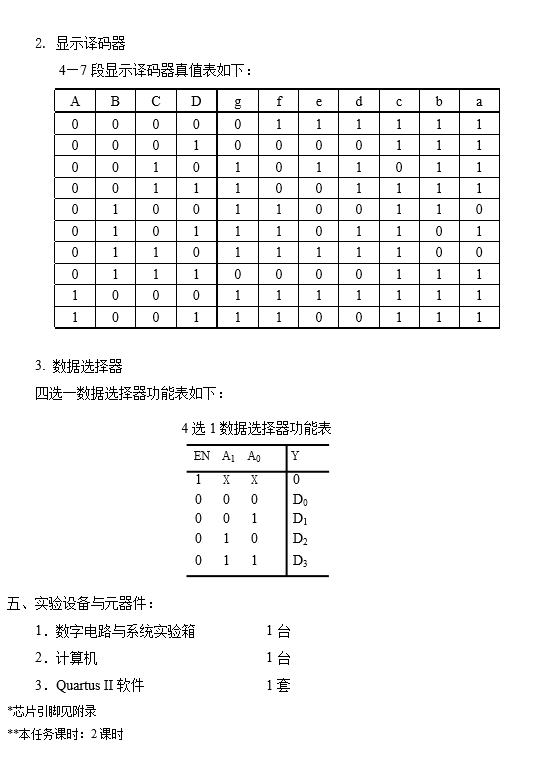 2. 显示译码器
4—7段显示译码器真值表如下：
A B C D g f e d c b a
0 0 0 0 0 1 1 1 1 1 1
0 0 0 1 0 0 0 0 1 1 1
0 0 1 0 1 0 1 1 0 1 1
0 0 1 1 1 0 0 1 1 1 1
0 1 0 0 1 1 0 0 1 1 0
0 1 0 1 1 1 0 1 1 0 1
0 1 1 0 1 1 1 1 1 0 0
0 1 1 1 0 0 0 0 1 1 1
1 0 0 0 1 1 1 1 1 1 1
1 0 0 1 1 1 0 0 1 1 1
3. 数据选择器
四选一数据选择器功能表如下：
4选1数据选择器功能表
EN A1 A0 Y
1 X X 0
0 0 0 D0
0 0 1 D1
0 1 0 D2
0 1 1 D3
五、实验设备与元器件：
1．数字电路与系统实验箱 1台
2．计算机 1台
3．Quartus II软件 1套
*芯片引脚见附录
**本任务课时：2课时